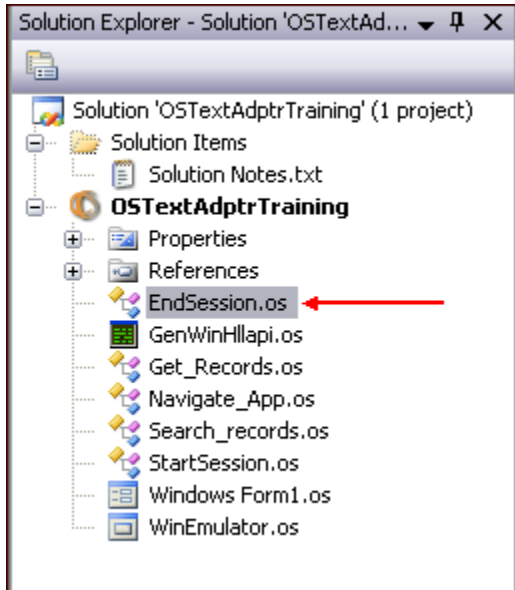 Solution Explorer - Solution 'OSTextAd...
Solution 'OSTextAdptrTraining' (1 project)
Solution Items
Solution Notes.txt
OSTextAdptrTraining
Properties
References
EndSession.os
GenWinHllapi.os
Get_Records.os
Navigate_App.os
Search_records.os
StartSession.os
Windows Form1.os
WinEmulator.os